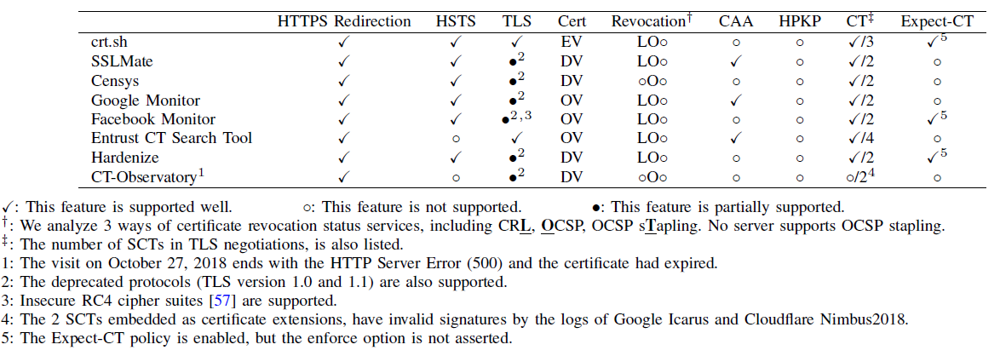 HTTPS Redirection HSTS TLS Cert Revocation† CAA HPKP CT‡ Expect-CT
crt.sh ✓ ✓ ✓ EV LO○ ○ ○ ✓/3 ✓5
SSLMate ✓ ✓ ●2 DV LO○ ✓ ○ ✓/2 ○
Censys ✓ ✓ ●2 DV ○O○ ○ ○ ✓/2 ○
Google Monitor ✓ ✓ ●2 OV LO○ ✓ ○ ✓/2 ○
Facebook Monitor ✓ ✓ ●2,3 OV LO○ ○ ○ ✓/2 ✓5
Entrust CT Search Tool ✓ ○ ✓ OV LO○ ✓ ○ ✓/4 ○
Hardenize ✓ ✓ ●2 DV LO○ ○ ○ ✓/2 ✓5
CT-Observatory1 ✓ ○ ●2 DV ○O○ ○ ○ ○/24 ○
✓: This feature is supported well. ○: This feature is not supported. ●: This feature is partially supported.
†: We analyze 3 ways of certificate revocation status services, including CRL, OCSP, OCSP sTapling. No server supports OCSP stapling.
‡: The number of SCTs in TLS negotiations, is also listed.
1: The visit on October 27, 2018 ends with the HTTP Server Error (500) and the certificate had expired.
2: The deprecated protocols (TLS version 1.0 and 1.1) are also supported.
3: Insecure RC4 cipher suites [57] are supported.
4: The 2 SCTs embedded as certificate extensions, have invalid signatures by the logs of Google Icarus and Cloudflare Nimbus2018.
5: The Expect-CT policy is enabled, but the enforce option is not asserted.